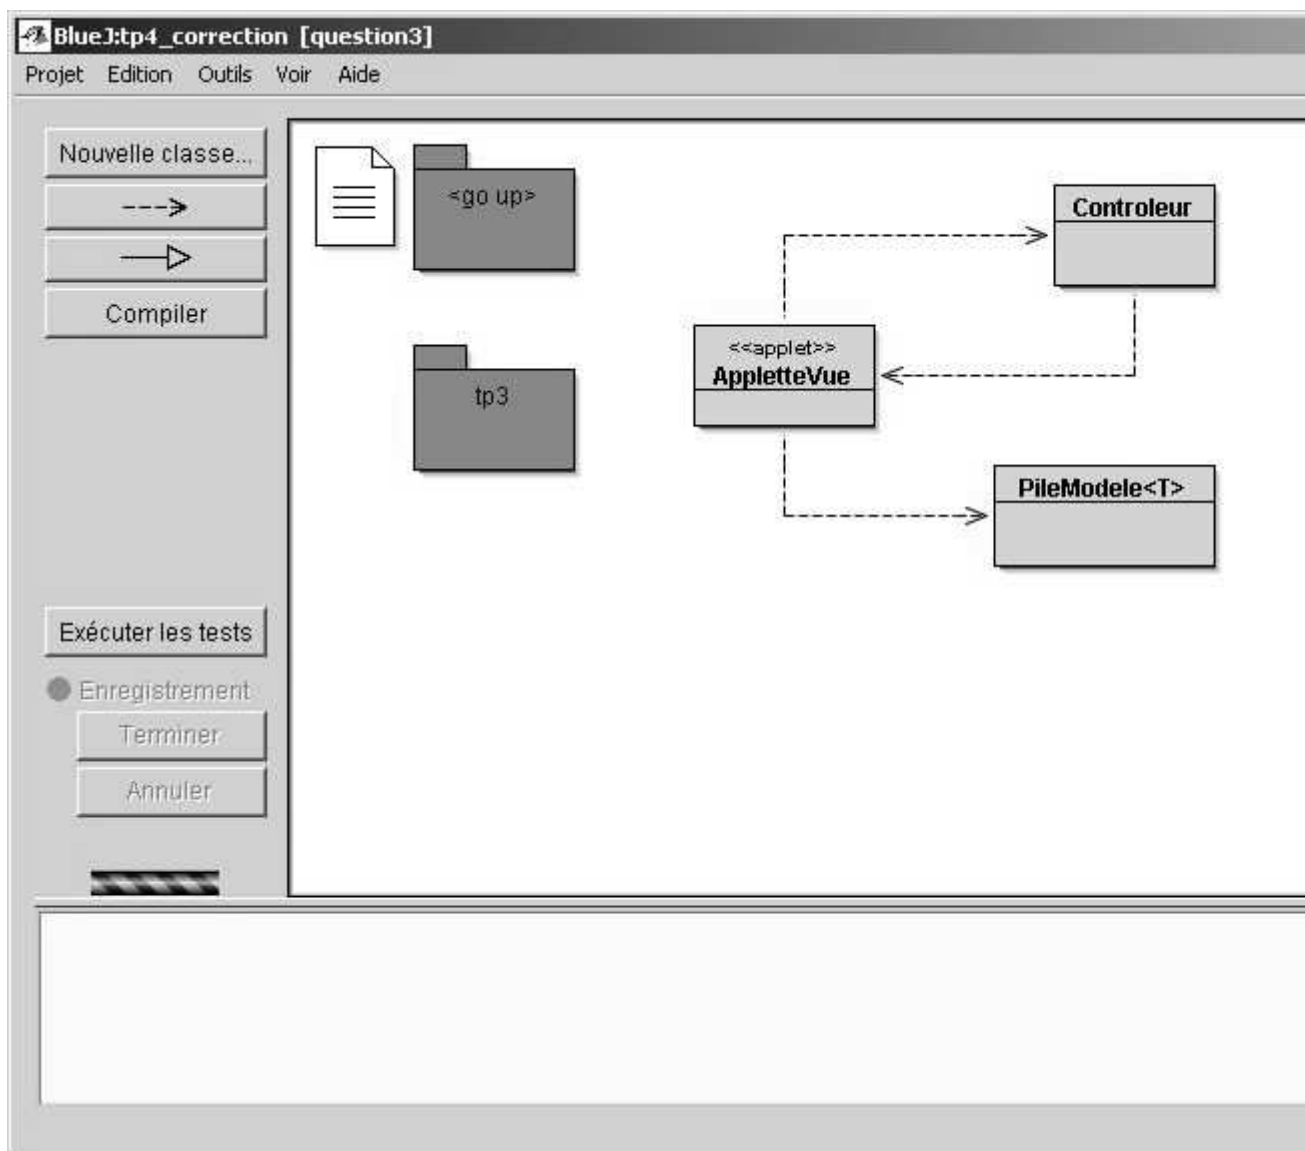 BlueJ:tp4_correction [question3]
Projet Edition Outils Voir Aide
Nouvelle classe...
Compiler
Exécuter les tests
Enregistrement
Terminer
Annuler
<go up>
tp3
Controleur
<<applet>>
AppletteVue
PileModele<T>